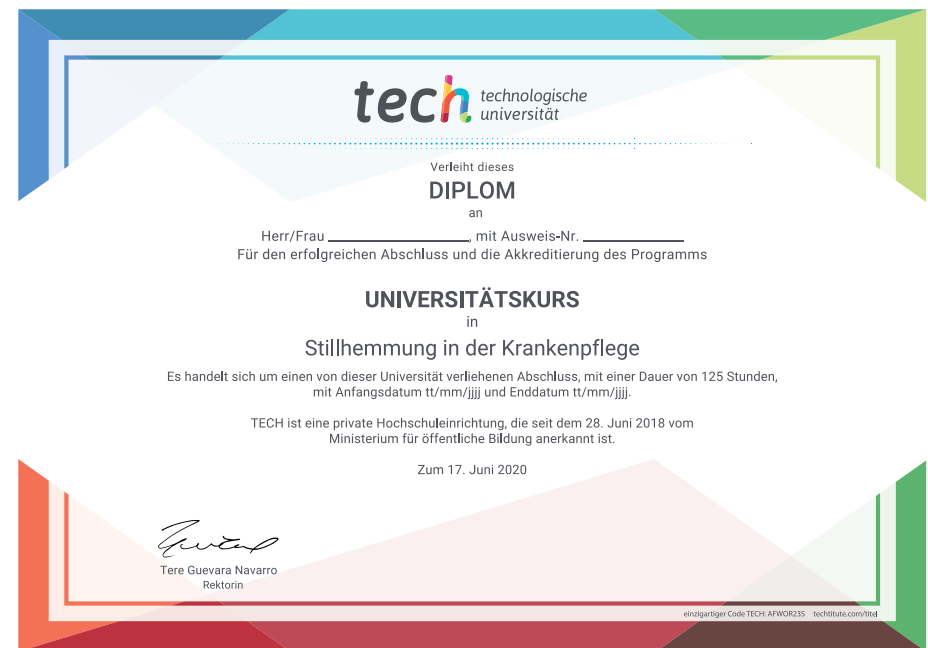 tech technologische
universität
Verleiht dieses
DIPLOM
an
Herr/Frau ____________________, mit Ausweis-Nr. ______________
Für den erfolgreichen Abschluss und die Akkreditierung des Programms
UNIVERSITÄTSKURS
in
Stillhemmung in der Krankenpflege
Es handelt sich um einen von dieser Universität verliehenen Abschluss, mit einer Dauer von 125 Stunden,
mit Anfangsdatum tt/mm/jjjj und Enddatum tt/mm/jjjj.
TECH ist eine private Hochschuleinrichtung, die seit dem 28. Juni 2018 vom
Ministerium für öffentliche Bildung anerkannt ist.
Zum 17. Juni 2020
Tere Guevara Navarro
Rektorin
einzigartiger Code TECH: AFWOR23S techtitute.com/titel